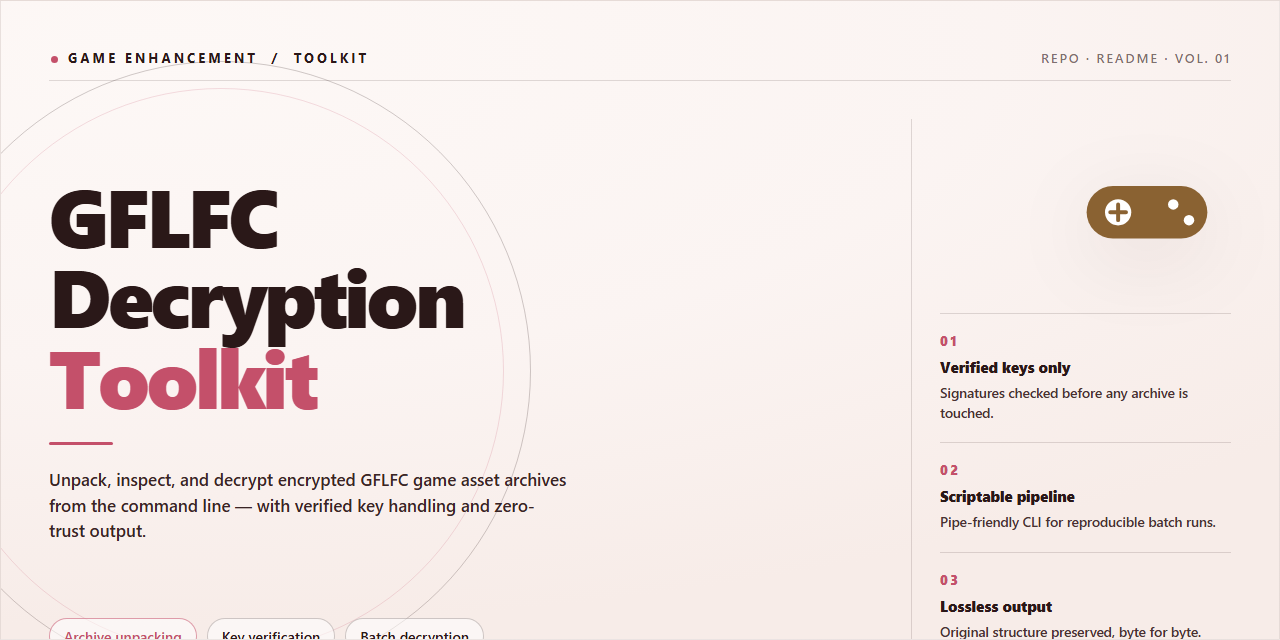 GAME ENHANCEMENT / TOOLKIT
REPO · README · VOL. 01
GFLFC
Decryption
Toolkit
Unpack, inspect, and decrypt encrypted GFLFC game asset archives
from the command line — with verified key handling and zero-
trust output.
Archive unpacking
Key verification
Batch decryption
01
Verified keys only
Signatures checked before any archive is
touched.
02
Scriptable pipeline
Pipe-friendly CLI for reproducible batch runs.
03
Lossless output
Original structure preserved, byte for byte.